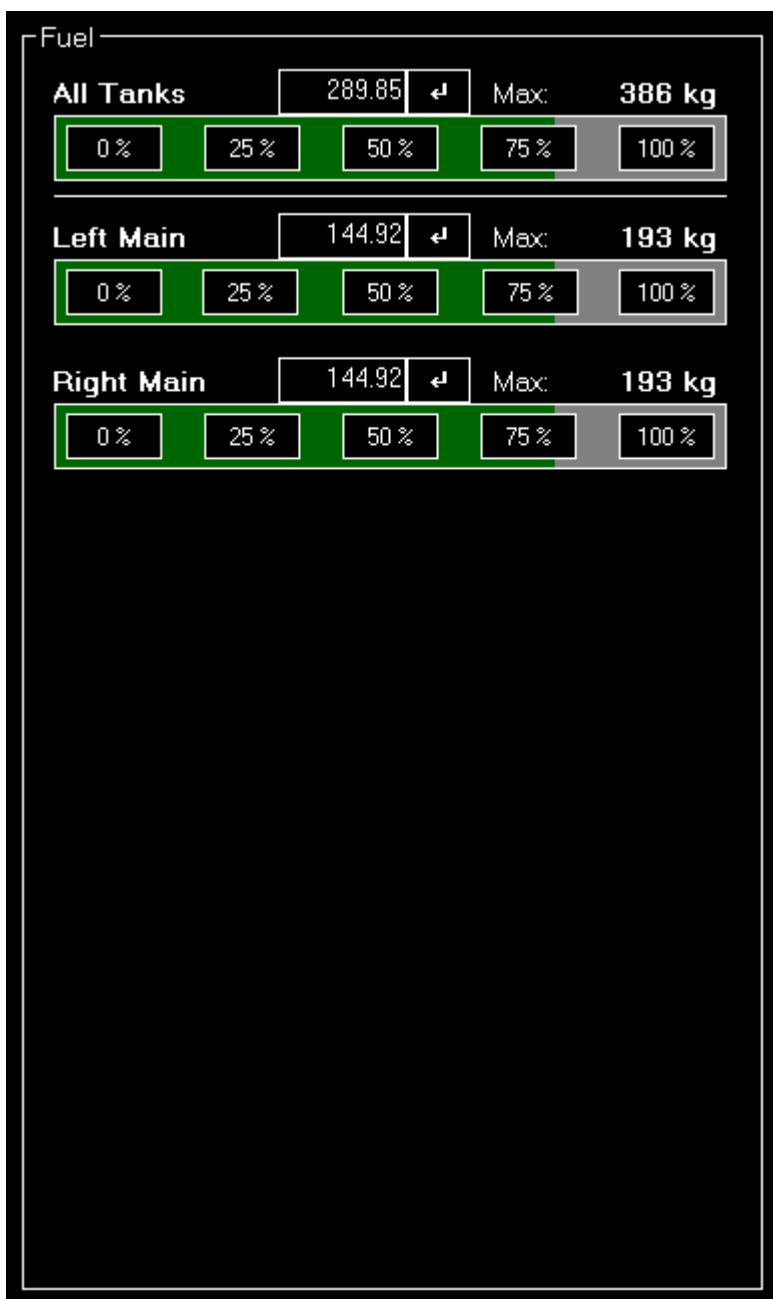 Fuel
All Tanks 289.85 ↵ Max: 386 kg
0 % 25 % 50 % 75 % 100 %
Left Main 144.92 ↵ Max: 193 kg
0 % 25 % 50 % 75 % 100 %
Right Main 144.92 ↵ Max: 193 kg
0 % 25 % 50 % 75 % 100 %